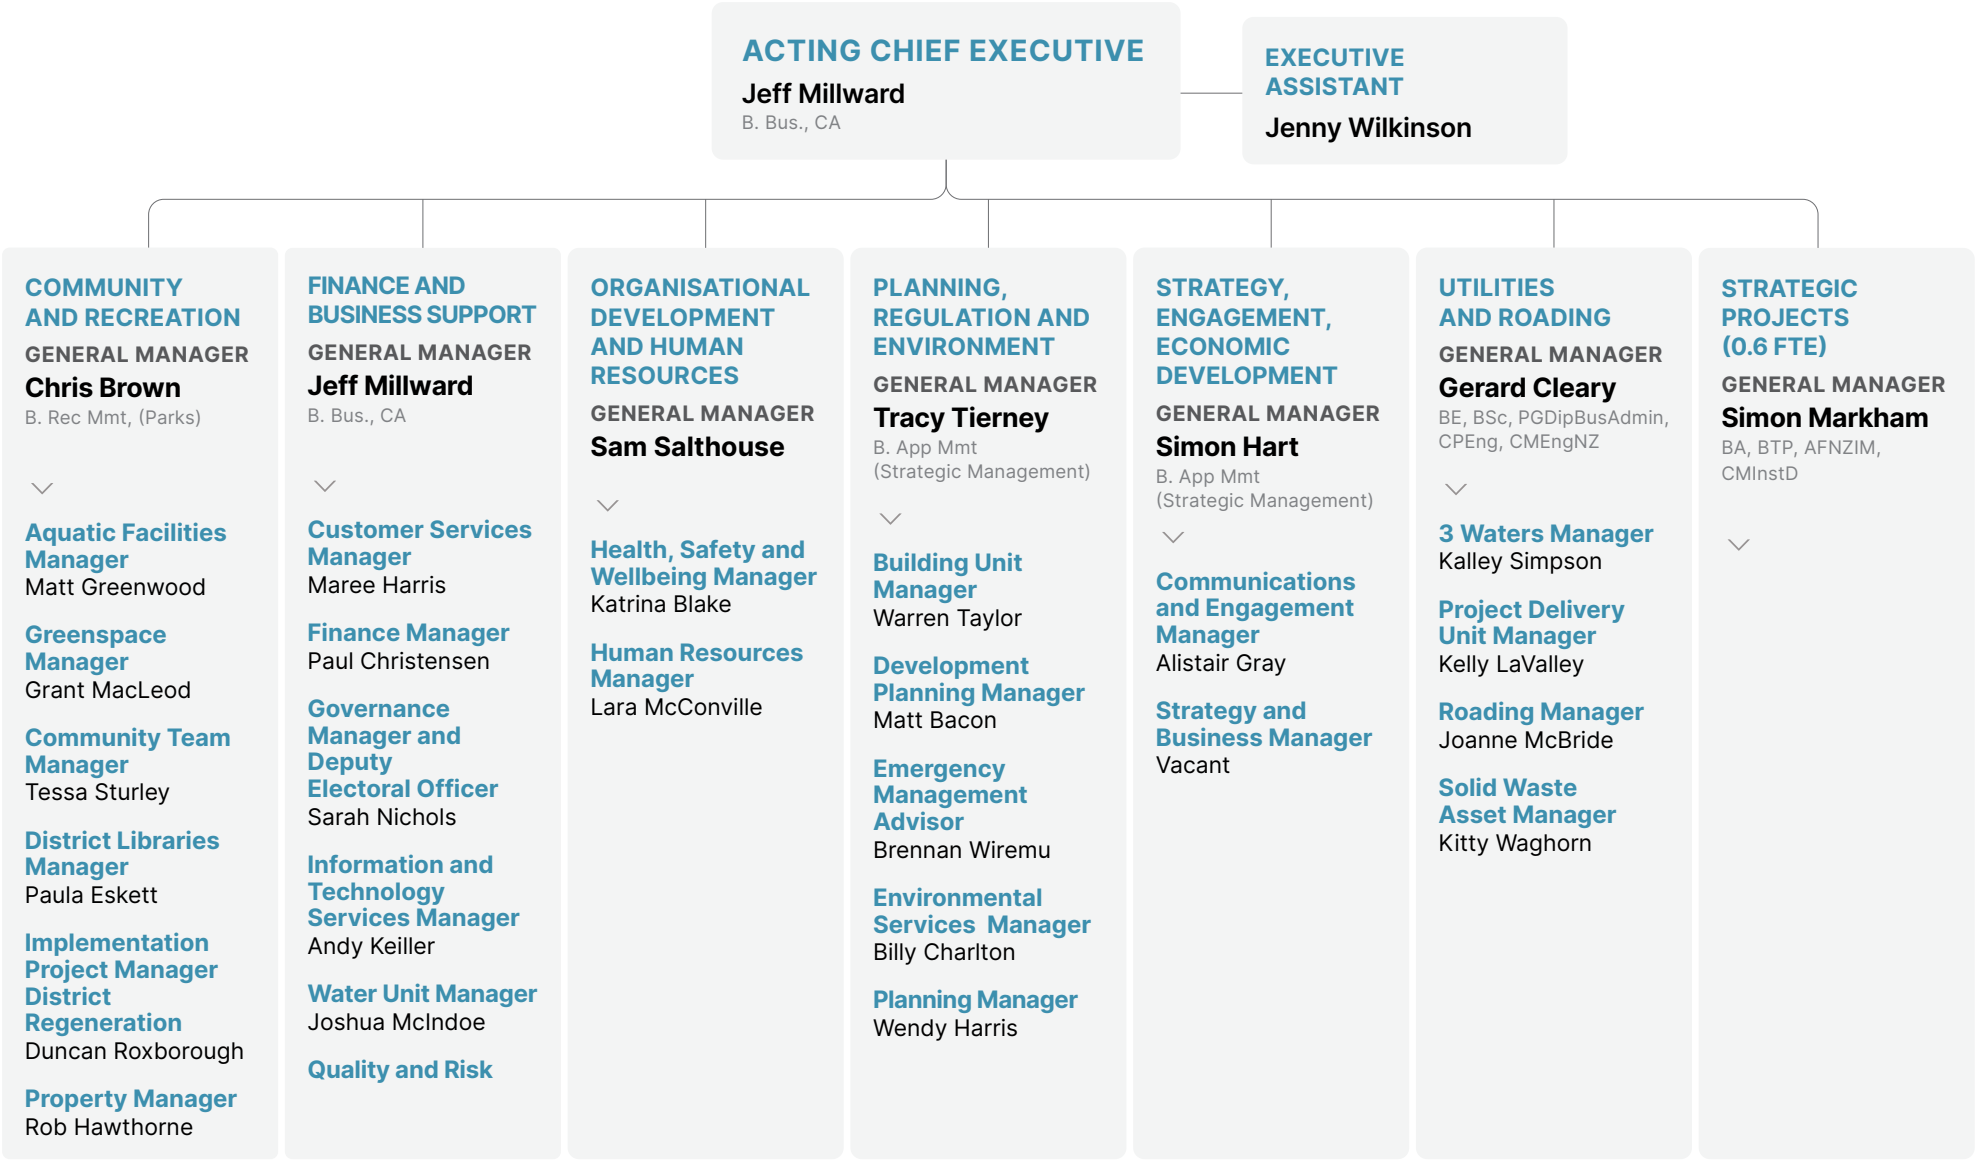 ACTING CHIEF EXECUTIVE
Jeff Millward
B. Bus., CA
EXECUTIVE
ASSISTANT
Jenny Wilkinson
COMMUNITY
AND RECREATION
GENERAL MANAGER
Chris Brown
B. Rec Mmt, (Parks)
Aquatic Facilities
Manager
Matt Greenwood
Greenspace
Manager
Grant MacLeod
Community Team
Manager
Tessa Sturley
District Libraries
Manager
Paula Eskett
Implementation
Project Manager
District
Regeneration
Duncan Roxborough
Property Manager
Rob Hawthorne
FINANCE AND
BUSINESS SUPPORT
GENERAL MANAGER
Jeff Millward
B. Bus., CA
Customer Services
Manager
Maree Harris
Finance Manager
Paul Christensen
Governance
Manager and
Deputy
Electoral Officer
Sarah Nichols
Information and
Technology
Services Manager
Andy Keiller
Water Unit Manager
Joshua McIndoe
Quality and Risk
ORGANISATIONAL
DEVELOPMENT
AND HUMAN
RESOURCES
GENERAL MANAGER
Sam Salthouse
Health, Safety and
Wellbeing Manager
Katrina Blake
Human Resources
Manager
Lara McConville
PLANNING,
REGULATION AND
ENVIRONMENT
GENERAL MANAGER
Tracy Tierney
B. App Mmt
(Strategic Management)
Building Unit
Manager
Warren Taylor
Development
Planning Manager
Matt Bacon
Emergency
Management
Advisor
Brennan Wiremu
Environmental
Services  Manager
Billy Charlton
Planning Manager
Wendy Harris
STRATEGY,
ENGAGEMENT,
ECONOMIC
DEVELOPMENT
GENERAL MANAGER
Simon Hart
B. App Mmt
(Strategic Management)
Communications
and Engagement
Manager
Alistair Gray
Strategy and
Business Manager
Vacant
UTILITIES
AND ROADING
GENERAL MANAGER
Gerard Cleary
BE, BSc, PGDipBusAdmin,
CPEng, CMEngNZ
3 Waters Manager
Kalley Simpson
Project Delivery
Unit Manager
Kelly LaValley
Roading Manager
Joanne McBride
Solid Waste
Asset Manager
Kitty Waghorn
STRATEGIC
PROJECTS
(0.6 FTE)
GENERAL MANAGER
Simon Markham
BA, BTP, AFNZIM,
CMInstD